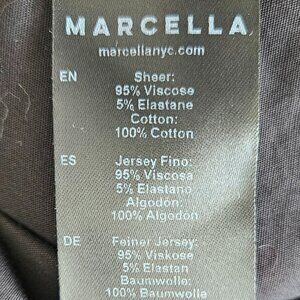 MARCELLA
marcellanyc.com
EN Sheer:
95% Viscose
5% Elastane
Cotton:
100% Cotton
ES Jersey Fino:
95% Viscosa
5% Elastano
Algodón:
100% Algodón
DE Feiner Jersey:
95% Viskose
5% Elastan
Baumwolle:
100% Baumwolle